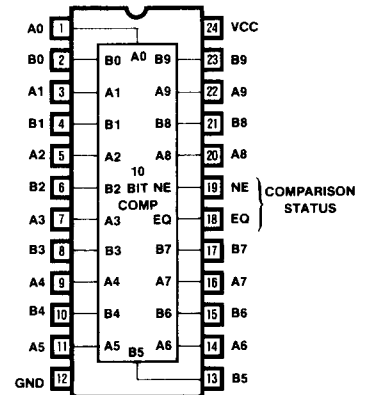 A0 1 24 VCC
A0
B0 2 B0 B9 23 B9
A1 3 A1 A9 22 A9
B1 4 B1 B8 21 B8
A2 5 A2 A8 20 A8
10
BIT
COMP
B2 6 B2 NE 19 NE
COMPARISON
STATUS
A3 7 A3 EQ 18 EQ
B3 8 B3 B7 17 B7
A4 9 A4 A7 16 A7
B4 10 B4 B6 15 B6
A5 11 A5 A6 14 A6
B5
GND 12 13 B5